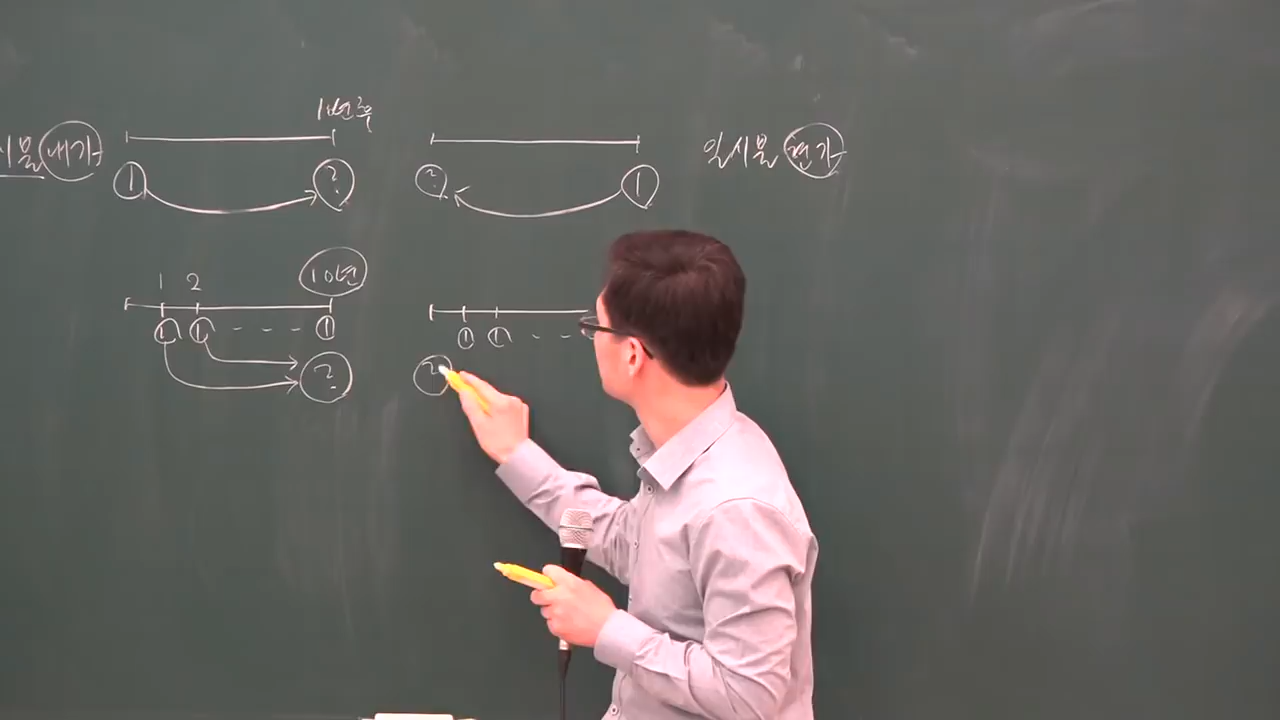 10년 후
시불 내가
일시불 현가
1 ?
? 1
1 2 10년
1 1 - - - 1
1 1 - -
?
?